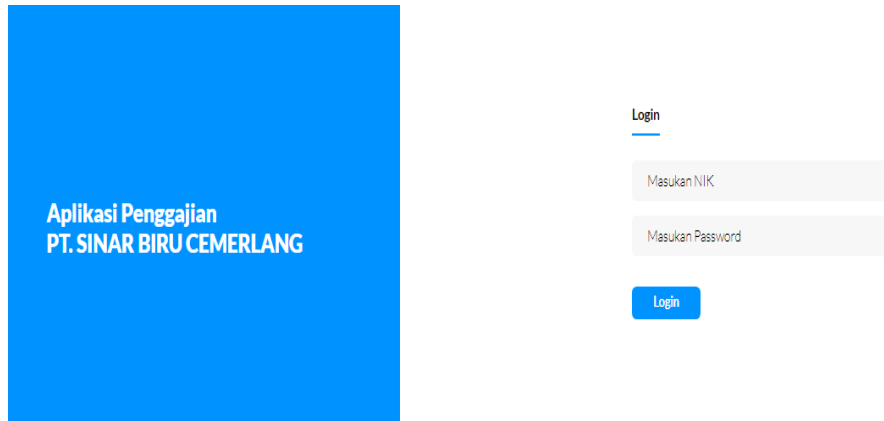 Aplikasi Penggajian
PT. SINAR BIRU CEMERLANG
Login
Masukan NIK
Masukan Password
Login